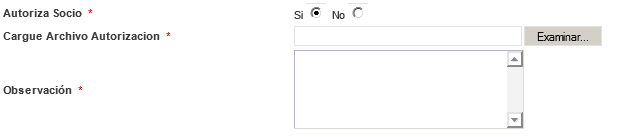 Autoriza Socio * Si No
Cargue Archivo Autorizacion * Examinar...
Observación *